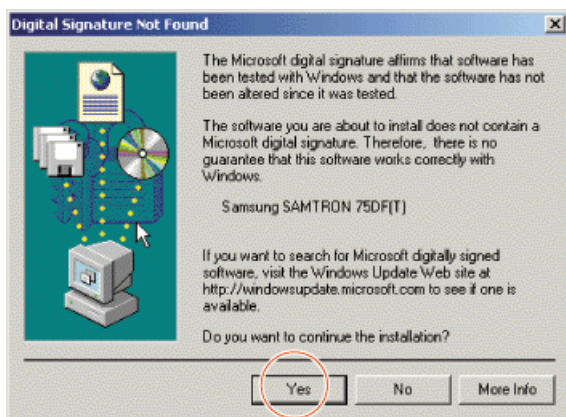 Digital Signature Not Found
The Microsoft digital signature affirms that software has
been tested with Windows and that the software has not
been altered since it was tested.
The software you are about to install does not contain a
Microsoft digital signature. Therefore, there is no
guarantee that this software works correctly with
Windows.
Samsung SAMTRON 75DF(T)
If you want to search for Microsoft digitally signed
software, visit the Windows Update Web site at
http://windowsupdate.microsoft.com to see if one is
available.
Do you want to continue the installation?
Yes
No
More Info